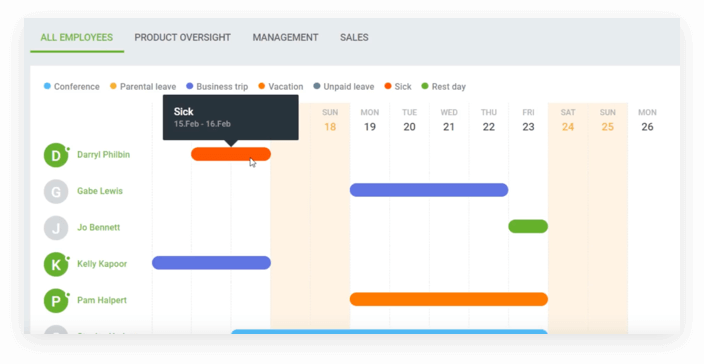 ALL EMPLOYEES PRODUCT OVERSIGHT MANAGEMENT SALES
Conference Parental leave Business trip Vacation Unpaid leave Sick Rest day
Sick
15.Feb - 16.Feb
SUN MON TUE WED THU FRI SAT SUN MON
18 19 20 21 22 23 24 25 26
D Darryl Philbin
G Gabe Lewis
J Jo Bennett
K Kelly Kapoor
P Pam Halpert